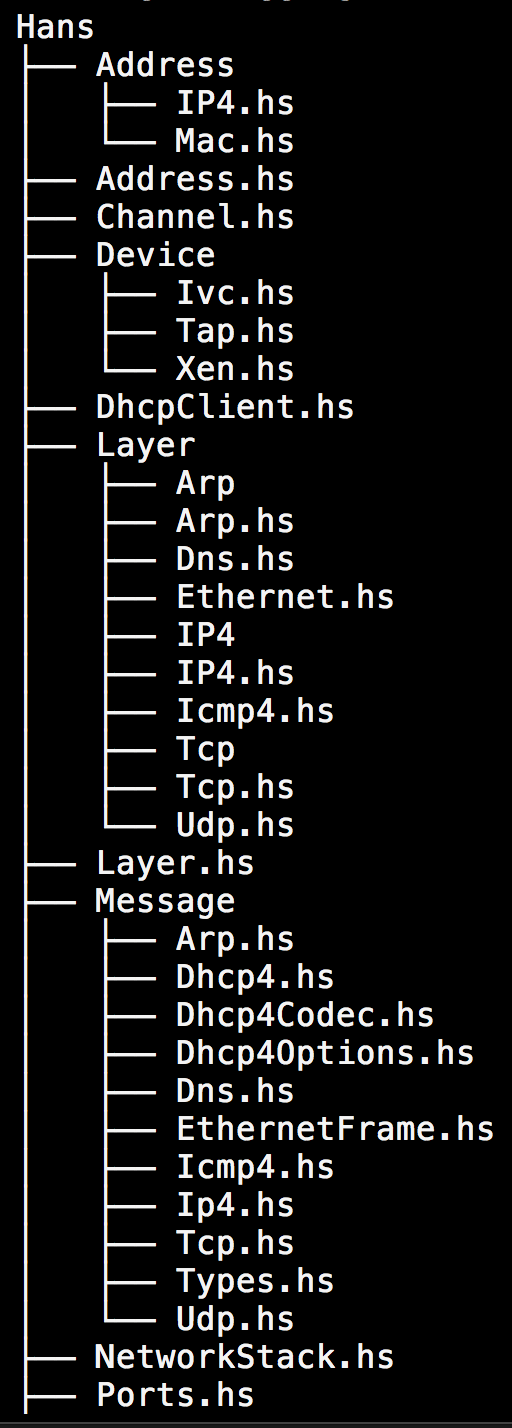 Hans
├── Address
│   ├── IP4.hs
│   └── Mac.hs
├── Address.hs
├── Channel.hs
├── Device
│   ├── Ivc.hs
│   ├── Tap.hs
│   └── Xen.hs
├── DhcpClient.hs
├── Layer
│   ├── Arp
│   ├── Arp.hs
│   ├── Dns.hs
│   ├── Ethernet.hs
│   ├── IP4
│   ├── IP4.hs
│   ├── Icmp4.hs
│   ├── Tcp
│   ├── Tcp.hs
│   └── Udp.hs
├── Layer.hs
├── Message
│   ├── Arp.hs
│   ├── Dhcp4.hs
│   ├── Dhcp4Codec.hs
│   ├── Dhcp4Options.hs
│   ├── Dns.hs
│   ├── EthernetFrame.hs
│   ├── Icmp4.hs
│   ├── Ip4.hs
│   ├── Tcp.hs
│   ├── Types.hs
│   └── Udp.hs
├── NetworkStack.hs
├── Ports.hs